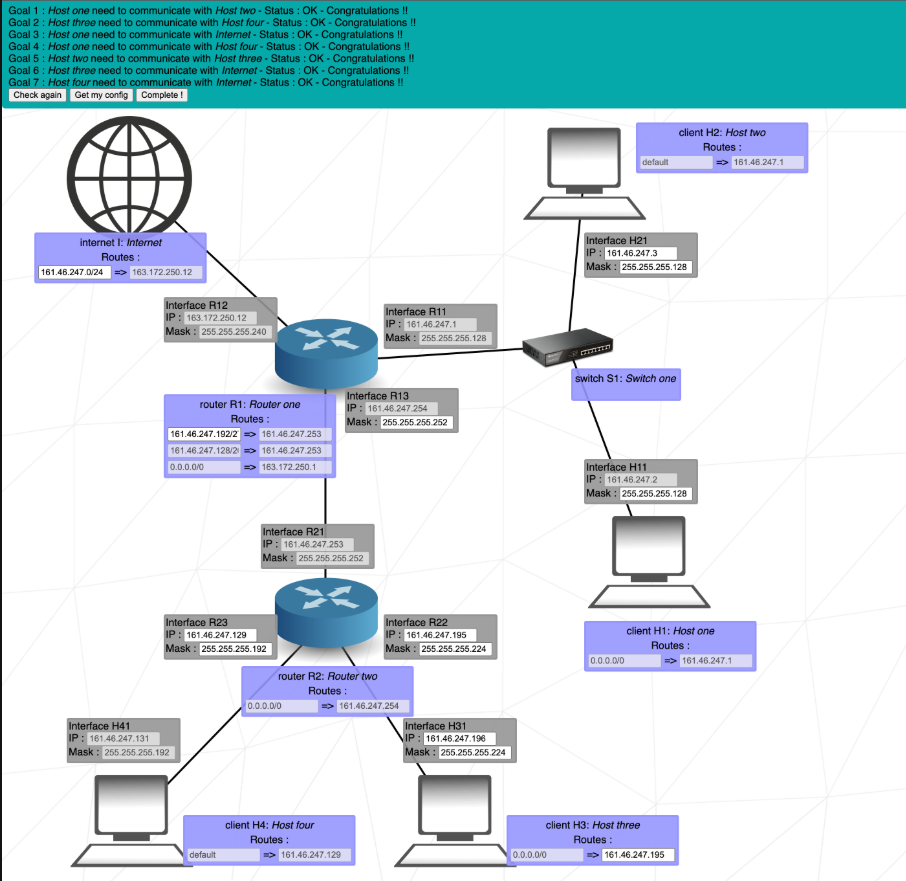 Goal 1 : Host one need to communicate with Host two - Status : OK - Congratulations !!
Goal 2 : Host three need to communicate with Host four - Status : OK - Congratulations !!
Goal 3 : Host one need to communicate with Internet - Status : OK - Congratulations !!
Goal 4 : Host one need to communicate with Host four - Status : OK - Congratulations !!
Goal 5 : Host two need to communicate with Host three - Status : OK - Congratulations !!
Goal 6 : Host three need to communicate with Internet - Status : OK - Congratulations !!
Goal 7 : Host four need to communicate with Internet - Status : OK - Congratulations !!
Check again Get my config Complete !
client H2: Host two
Routes :
default => 161.46.247.1
internet I: Internet
Routes :
161.46.247.0/24 => 163.172.250.12
Interface H21
IP : 161.46.247.3
Mask : 255.255.255.128
Interface R12
IP : 163.172.250.12
Mask : 255.255.255.240
Interface R11
IP : 161.46.247.1
Mask : 255.255.255.128
switch S1: Switch one
Interface R13
IP : 161.46.247.254
Mask : 255.255.255.252
router R1: Router one
Routes :
161.46.247.192/2 => 161.46.247.253
161.46.247.128/2 => 161.46.247.253
0.0.0.0/0 => 163.172.250.1
Interface H11
IP : 161.46.247.2
Mask : 255.255.255.128
Interface R21
IP : 161.46.247.253
Mask : 255.255.255.252
Interface R23
IP : 161.46.247.129
Mask : 255.255.255.192
Interface R22
IP : 161.46.247.195
Mask : 255.255.255.224
client H1: Host one
Routes :
0.0.0.0/0 => 161.46.247.1
router R2: Router two
Routes :
0.0.0.0/0 => 161.46.247.254
Interface H41
IP : 161.46.247.131
Mask : 255.255.255.192
Interface H31
IP : 161.46.247.196
Mask : 255.255.255.224
client H4: Host four
Routes :
default => 161.46.247.129
client H3: Host three
Routes :
0.0.0.0/0 => 161.46.247.195